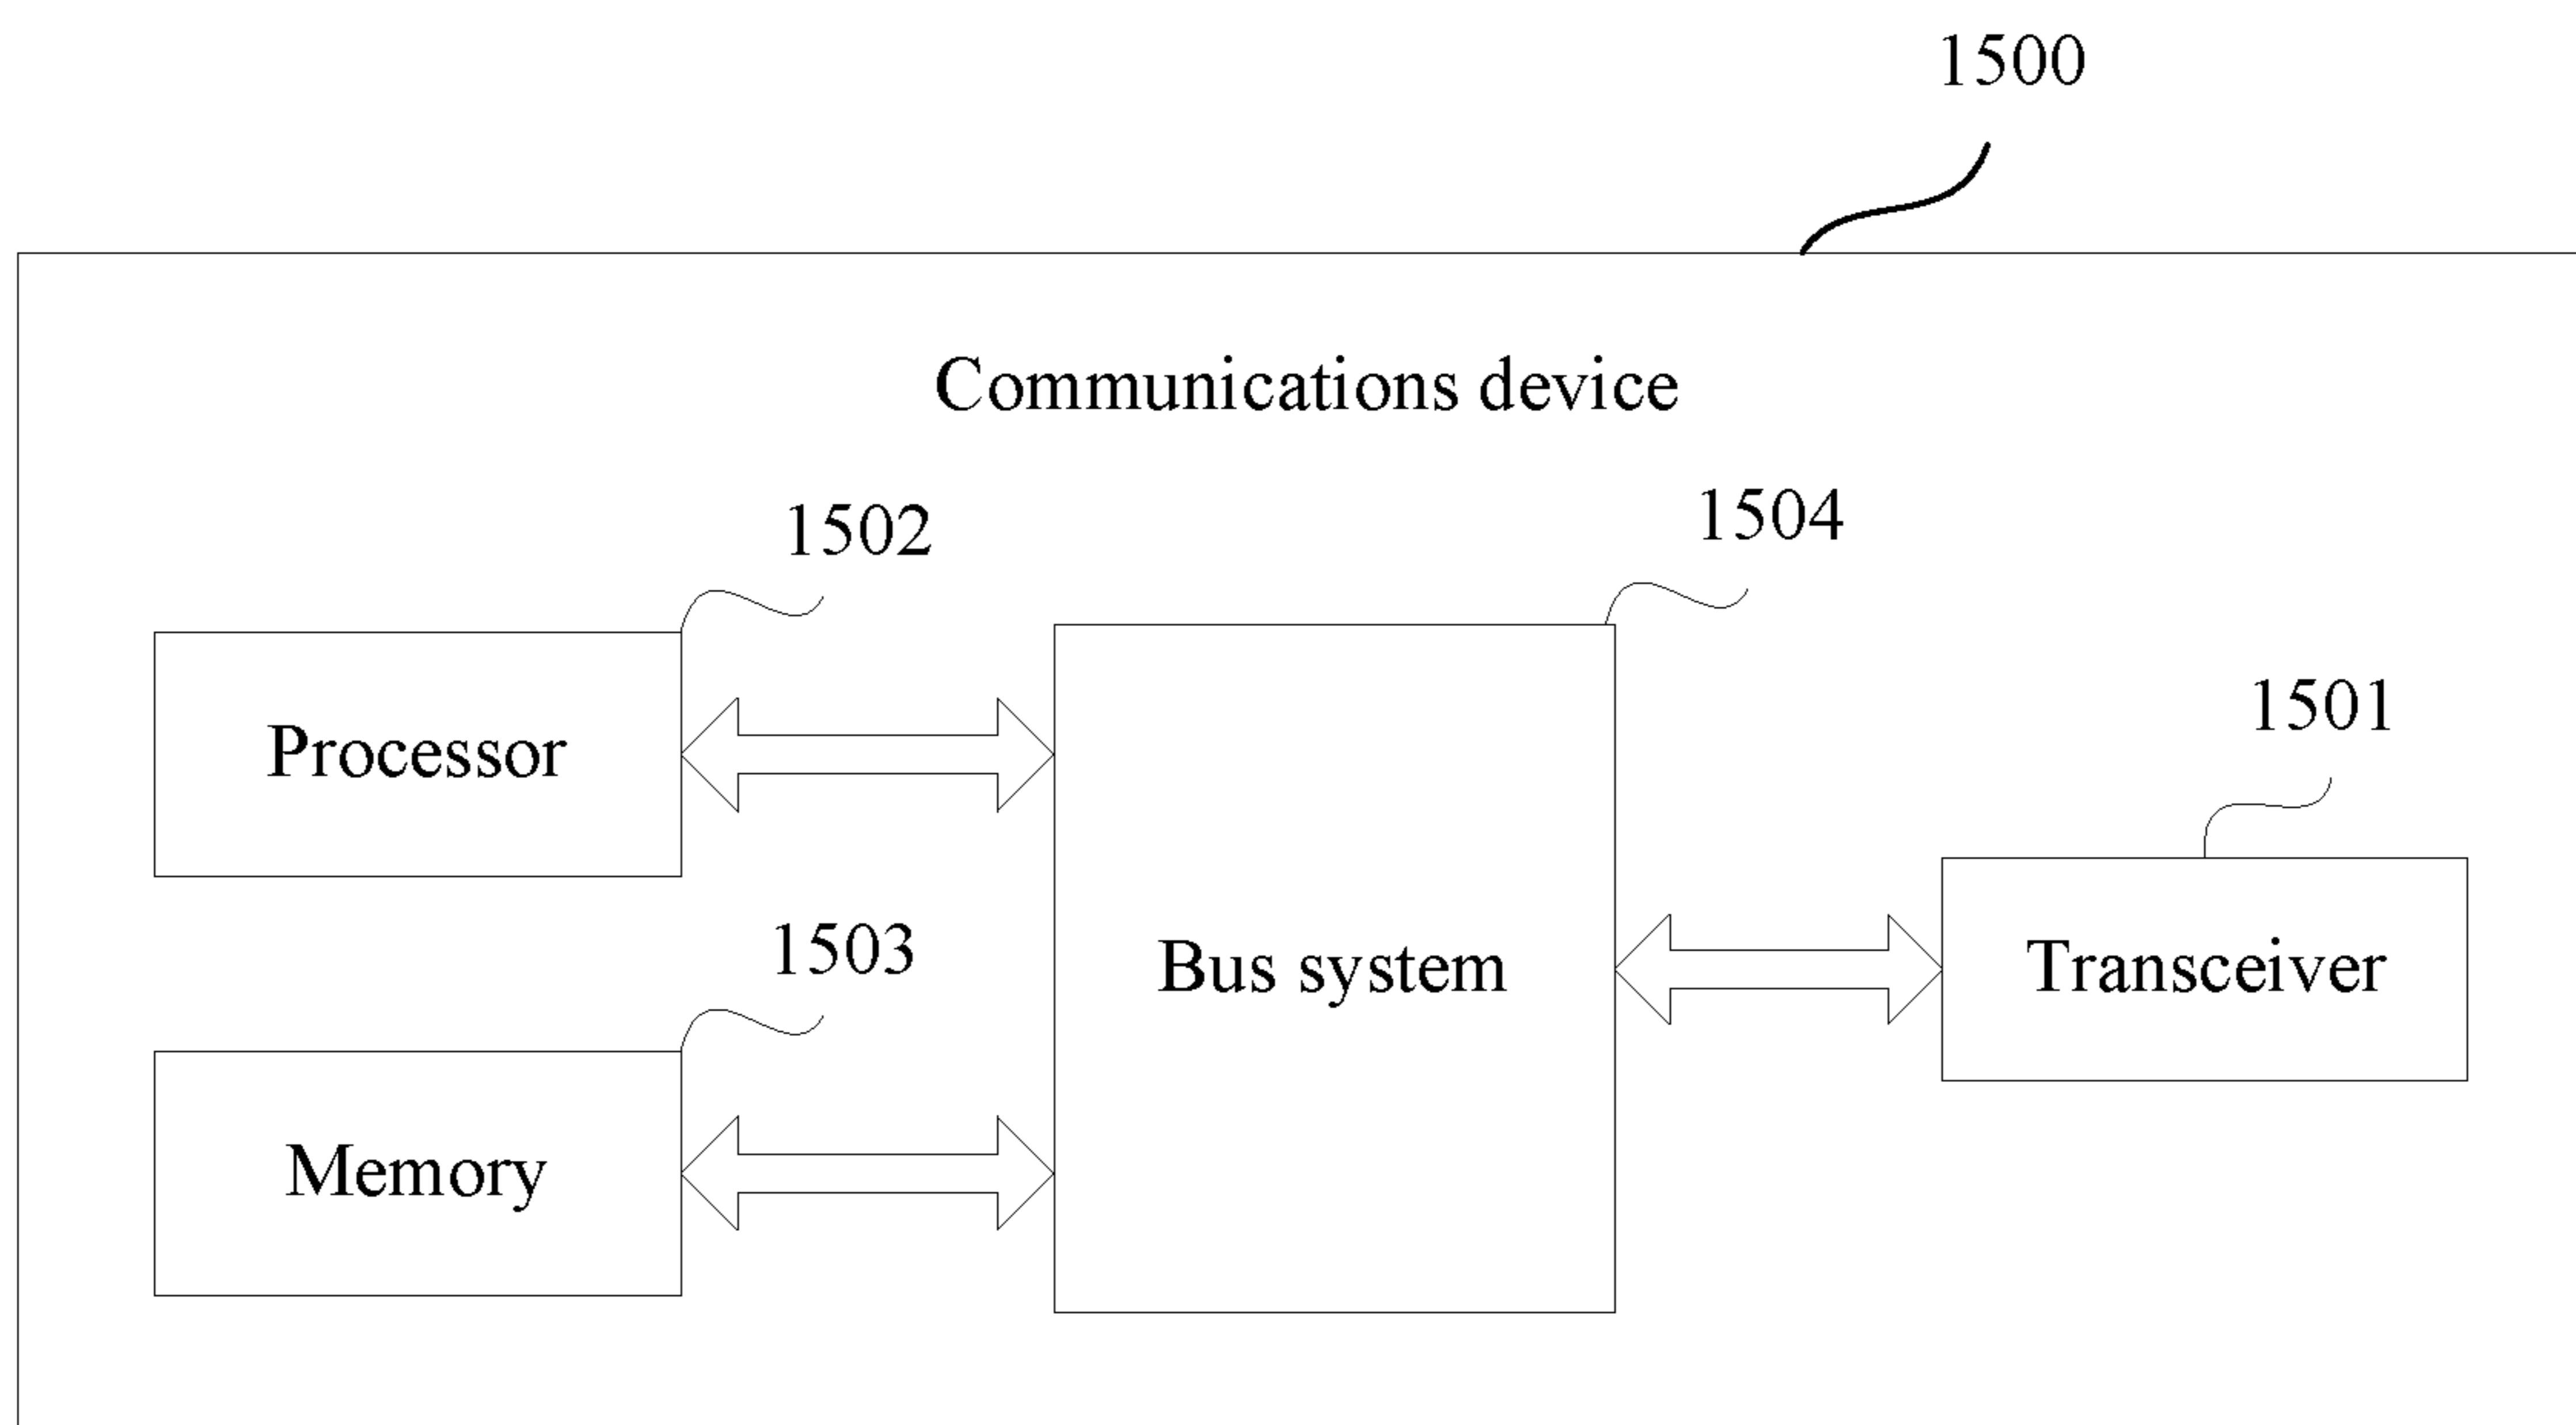 1500
Communications device
1502
1504
Processor
1501
1503
Bus system
Transceiver
Memory